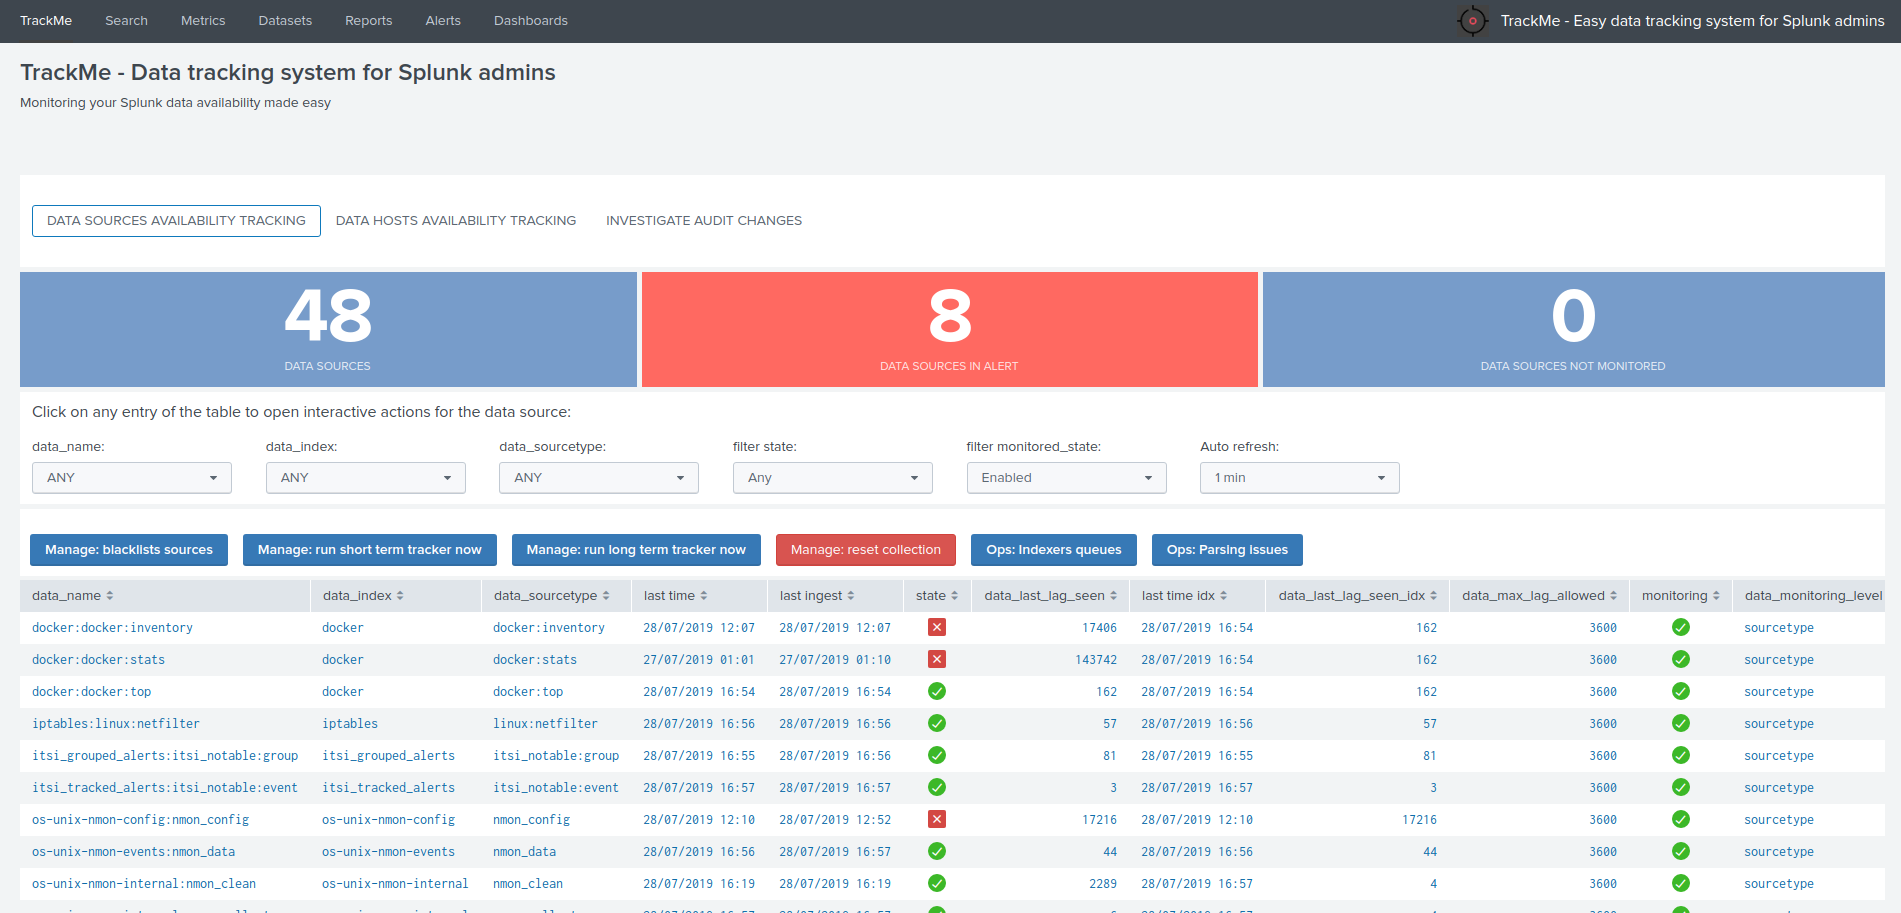 TrackMe Search Metrics Datasets Reports Alerts Dashboards TrackMe - Easy data tracking system for Splunk admins
TrackMe - Data tracking system for Splunk admins
Monitoring your Splunk data availability made easy
DATA SOURCES AVAILABILITY TRACKING DATA HOSTS AVAILABILITY TRACKING INVESTIGATE AUDIT CHANGES
48 8 0
DATA SOURCES DATA SOURCES IN ALERT DATA SOURCES NOT MONITORED
Click on any entry of the table to open interactive actions for the data source:
data_name: data_index: data_sourcetype: filter state: filter monitored_state: Auto refresh:
ANY ANY ANY Any Enabled 1 min
Manage: blacklists sources Manage: run short term tracker now Manage: run long term tracker now Manage: reset collection Ops: Indexers queues Ops: Parsing issues
data_name data_index data_sourcetype last time last ingest state data_last_lag_seen last time idx data_last_lag_seen_idx data_max_lag_allowed monitoring data_monitoring_level
docker:docker:inventory docker docker:inventory 28/07/2019 12:07 28/07/2019 12:07 17406 28/07/2019 16:54 162 3600 sourcetype
docker:docker:stats docker docker:stats 27/07/2019 01:01 27/07/2019 01:10 143742 28/07/2019 16:54 162 3600 sourcetype
docker:docker:top docker docker:top 28/07/2019 16:54 28/07/2019 16:54 162 28/07/2019 16:54 162 3600 sourcetype
iptables:linux:netfilter iptables linux:netfilter 28/07/2019 16:56 28/07/2019 16:56 57 28/07/2019 16:56 57 3600 sourcetype
itsi_grouped_alerts:itsi_notable:group itsi_grouped_alerts itsi_notable:group 28/07/2019 16:55 28/07/2019 16:56 81 28/07/2019 16:55 81 3600 sourcetype
itsi_tracked_alerts:itsi_notable:event itsi_tracked_alerts itsi_notable:event 28/07/2019 16:57 28/07/2019 16:57 3 28/07/2019 16:57 3 3600 sourcetype
os-unix-nmon-config:nmon_config os-unix-nmon-config nmon_config 28/07/2019 12:10 28/07/2019 12:52 17216 28/07/2019 12:10 17216 3600 sourcetype
os-unix-nmon-events:nmon_data os-unix-nmon-events nmon_data 28/07/2019 16:56 28/07/2019 16:57 44 28/07/2019 16:56 44 3600 sourcetype
os-unix-nmon-internal:nmon_clean os-unix-nmon-internal nmon_clean 28/07/2019 16:19 28/07/2019 16:19 2289 28/07/2019 16:57 4 3600 sourcetype